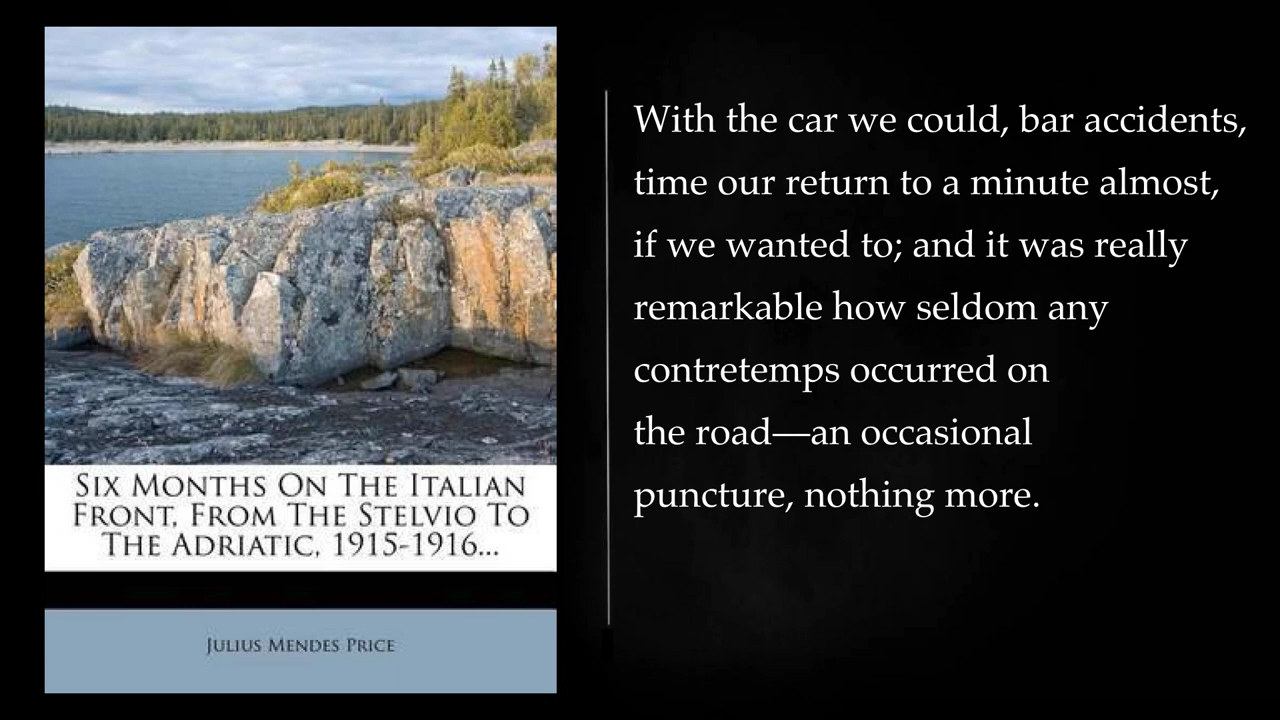 SIX MONTHS ON THE ITALIAN
FRONT, FROM THE STELVIO TO
THE ADRIATIC, 1915-1916...
JULIUS MENDES PRICE
With the car we could, bar accidents,
time our return to a minute almost,
if we wanted to; and it was really
remarkable how seldom any
contretemps occurred on
the road—an occasional
puncture, nothing more.